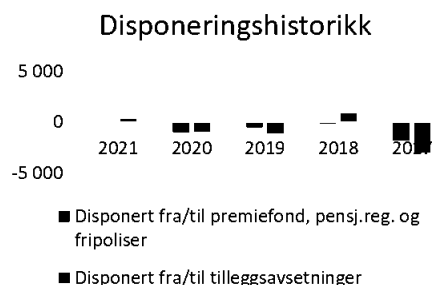 Disponeringshistorikk
5 000
0
2021 2020 2019 2018 2017
-5 000
■ Disponert fra/til premiefond, pensj.reg. og
fripoliser
■ Disponert fra/til tilleggsavsetninger